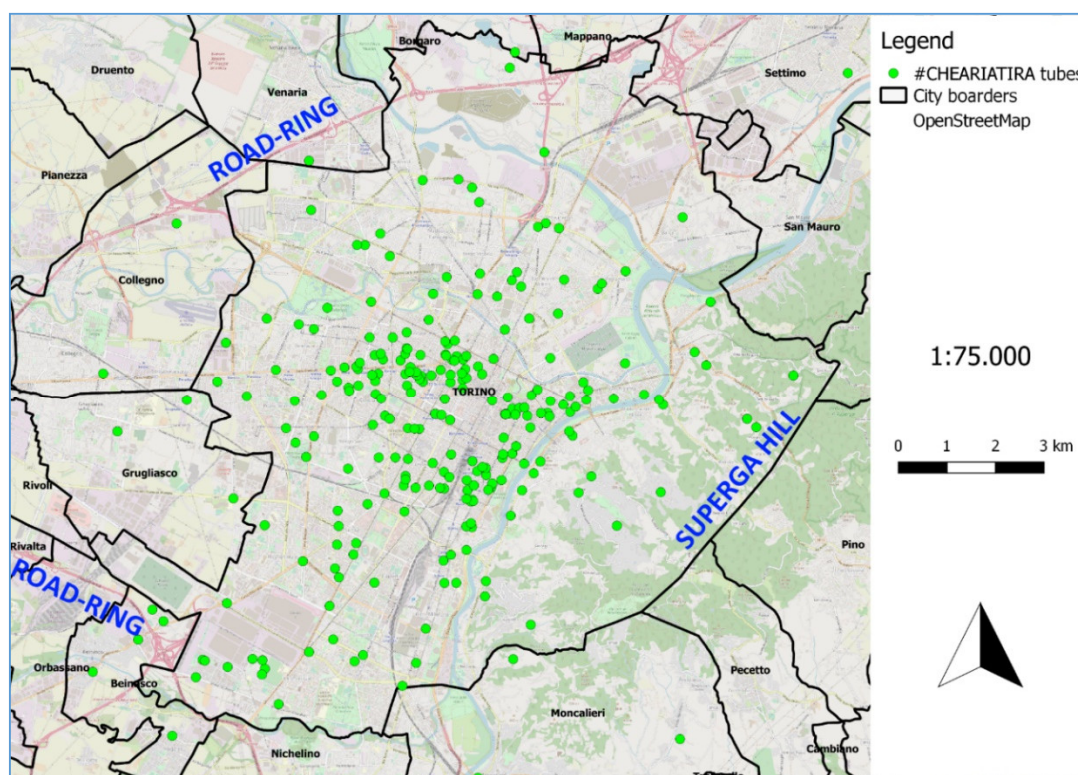 Legend
#CHEARIATIRA tubes
City boarders
OpenStreetMap
1:75.000
0 1 2 3 km
Borgaro
Mappano
Druento
Venaria
Settimo
ROAD-RING
Pianezza
San Mauro
Collegno
TORINO
Grugliasco
Rivoli
SUPERGA HILL
Rivalta
Pino
ROAD-RING
Orbassano
Beinasco
Pecetto
Moncalieri
Nichelino
Cambiano